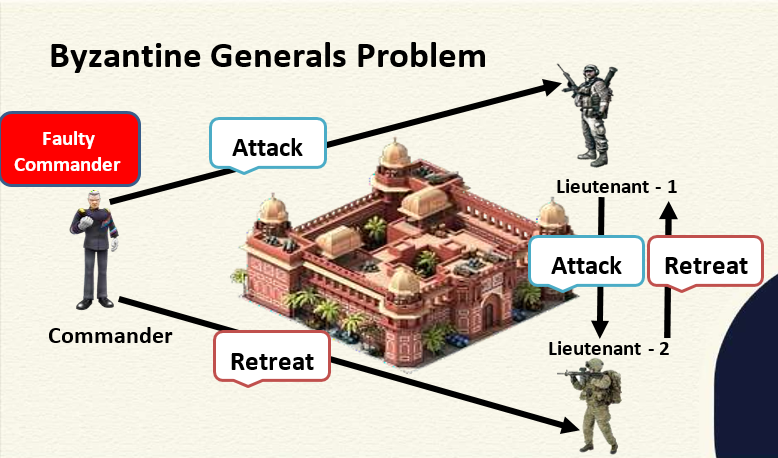 Byzantine Generals Problem
Faulty
Commander
Attack
Lieutenant - 1
Attack
Retreat
Commander
Retreat
Lieutenant - 2